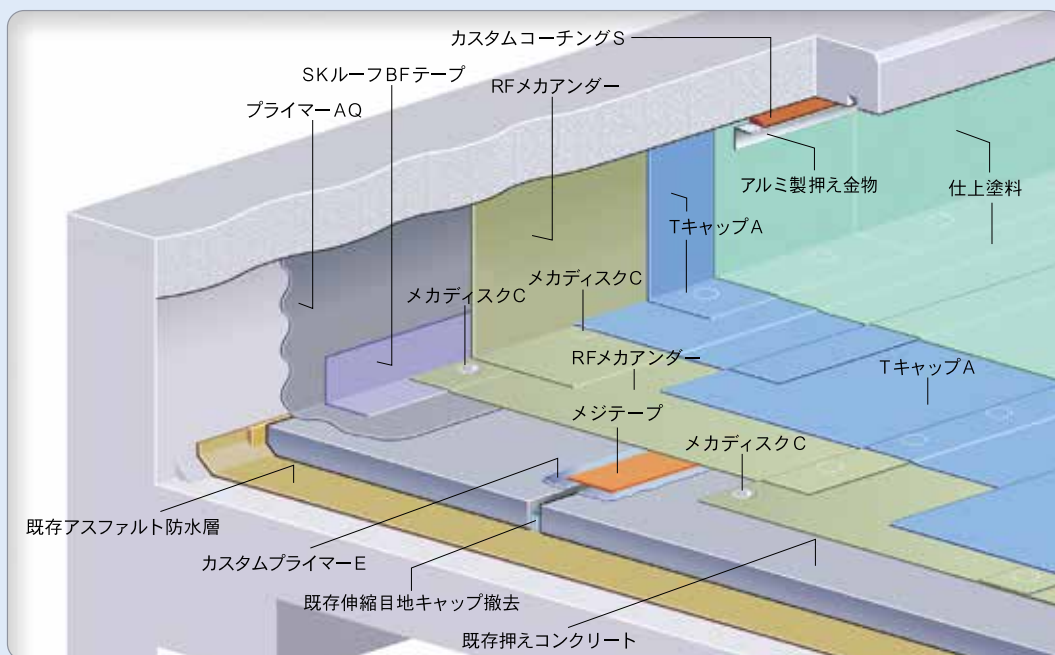 カスタムコーチングS
SKルーフBFテープ
RFメカアンダー
プライマーAQ
アルミ製押え金物
仕上塗料
TキャップA
メカディスクC
メカディスクC
RFメカアンダー
TキャップA
メジテープ
メカディスクC
既存アスファルト防水層
カスタムプライマーE
既存伸縮目地キャップ撤去
既存押えコンクリート